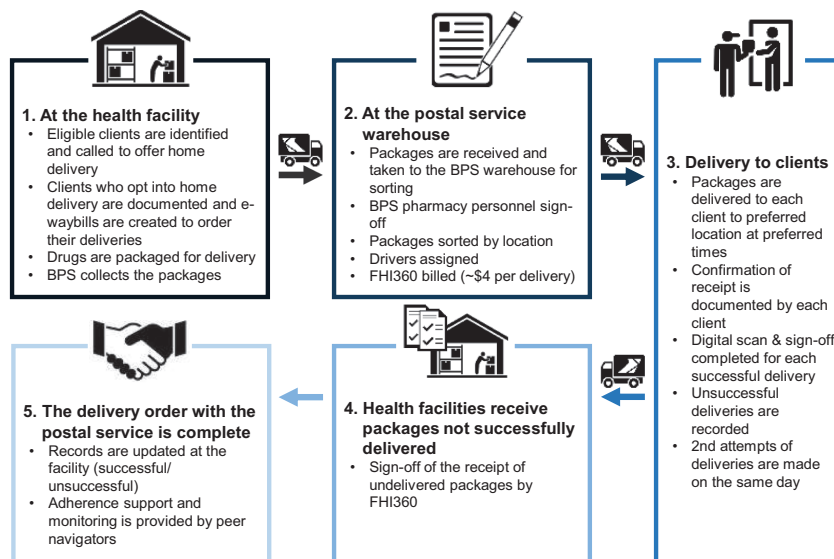 1. At the health facility
• Eligible clients are identified
and called to offer home
delivery
• Clients who opt into home
delivery are documented and e-
waybills are created to order
their deliveries
• Drugs are packaged for delivery
• BPS collects the packages
2. At the postal service
warehouse
• Packages are received and
taken to the BPS warehouse for
sorting
• BPS pharmacy personnel sign-
off
• Packages sorted by location
• Drivers assigned
• FHI360 billed (~$4 per delivery)
3. Delivery to clients
• Packages are
delivered to each
client to preferred
location at preferred
times
• Confirmation of
receipt is
documented by each
client
• Digital scan & sign-off
completed for each
successful delivery
• Unsuccessful
deliveries are
recorded
• 2nd attempts of
deliveries are made
on the same day
4. Health facilities receive
packages not successfully
delivered
• Sign-off of the receipt of
undelivered packages by
FHI360
5. The delivery order with the
postal service is complete
• Records are updated at the
facility (successful/
unsuccessful)
• Adherence support and
monitoring is provided by peer
navigators